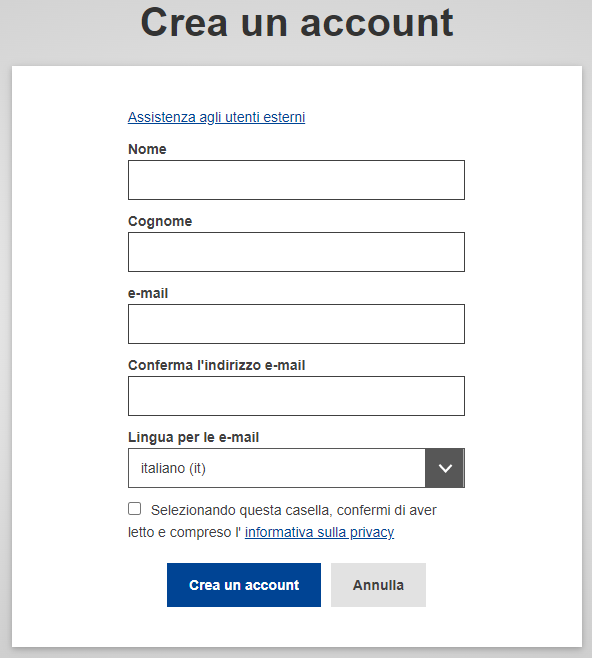 Crea un account
Assistenza agli utenti esterni
Nome
Cognome
e-mail
Conferma l'indirizzo e-mail
Lingua per le e-mail
italiano (it)
Selezionando questa casella, confermi di aver
letto e compreso l' informativa sulla privacy
Crea un account Annulla